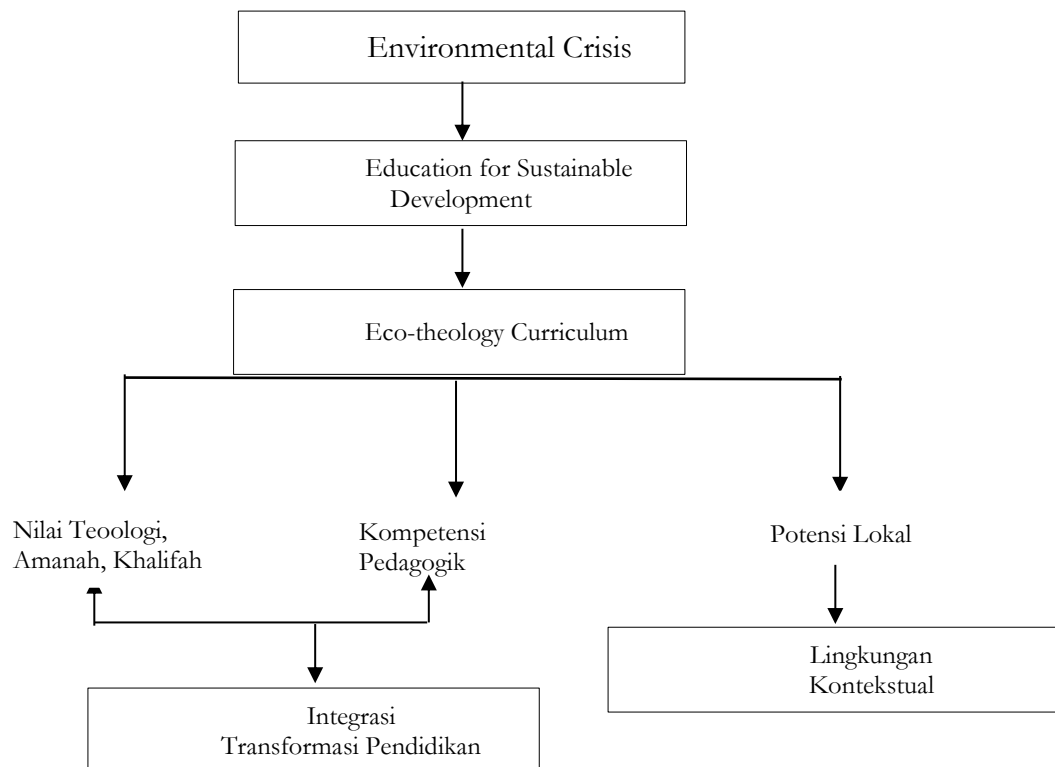 Environmental Crisis
Education for Sustainable
Development
Eco-theology Curriculum
Nilai Teoologi,
Amanah, Khalifah
Kompetensi
Pedagogik
Potensi Lokal
Lingkungan
Kontekstual
Integrasi
Transformasi Pendidikan